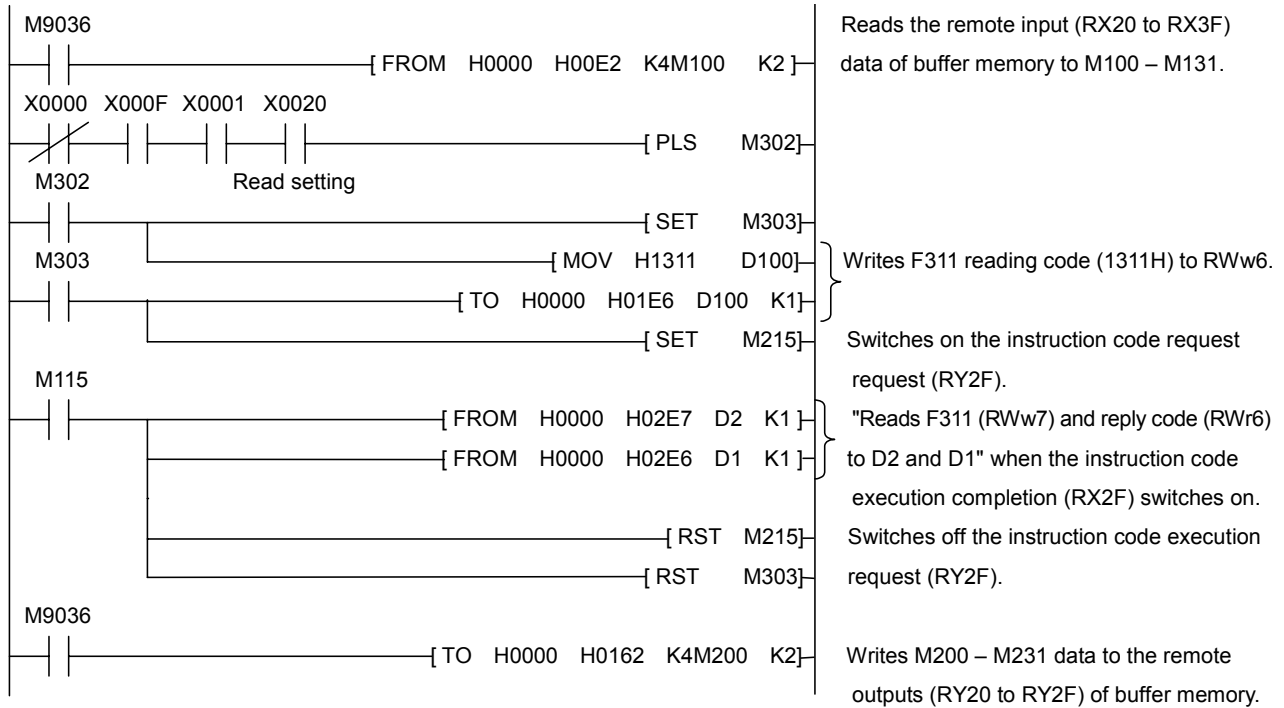 M9036 Reads the remote input (RX20 to RX3F)
[ FROM H0000 H00E2 K4M100 K2 ] data of buffer memory to M100 – M131.
X0000 X000F X0001 X0020
[ PLS M302]
M302 Read setting
[ SET M303]
M303 [ MOV H1311 D100] Writes F311 reading code (1311H) to RWw6.
[ TO H0000 H01E6 D100 K1]
[ SET M215] Switches on the instruction code request
M115 request (RY2F).
[ FROM H0000 H02E7 D2 K1 ] "Reads F311 (RWw7) and reply code (RWr6)
[ FROM H0000 H02E6 D1 K1 ] to D2 and D1" when the instruction code
execution completion (RX2F) switches on.
[ RST M215] Switches off the instruction code execution
[ RST M303] request (RY2F).
M9036
[ TO H0000 H0162 K4M200 K2] Writes M200 – M231 data to the remote
outputs (RY20 to RY2F) of buffer memory.